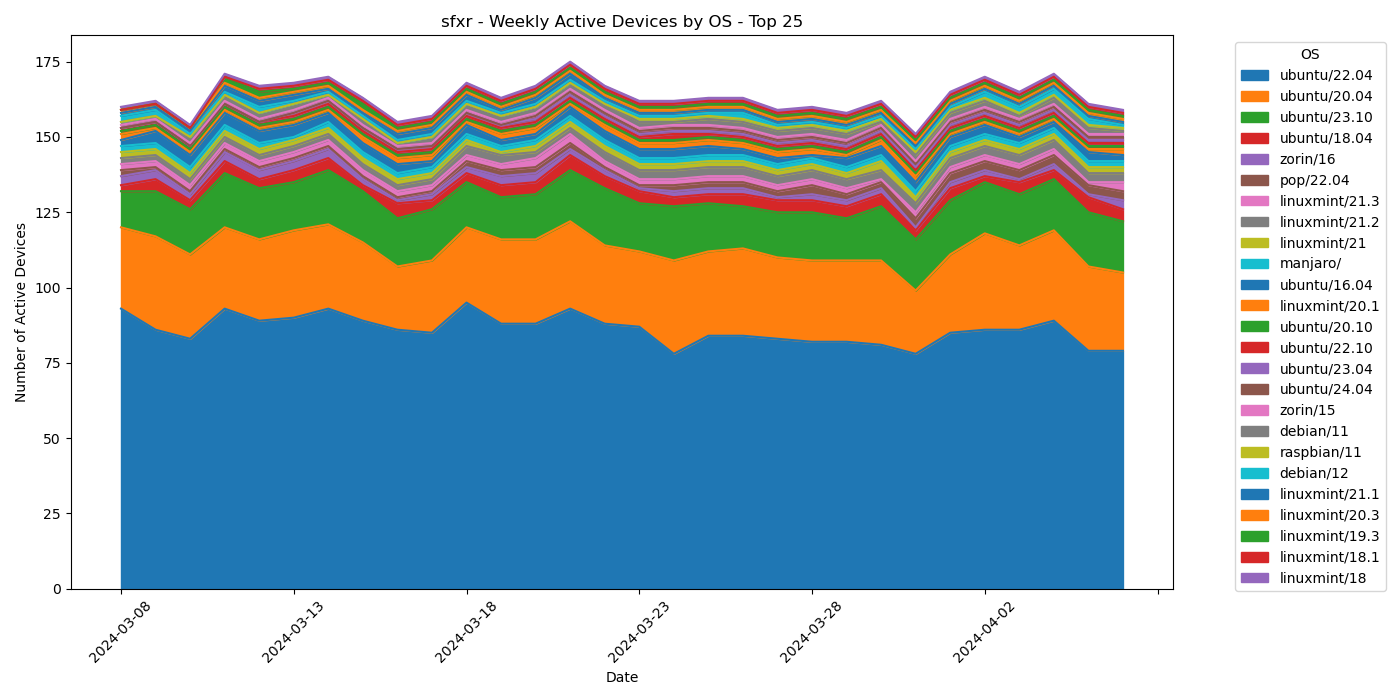 sfxr - Weekly Active Devices by OS - Top 25
Number of Active Devices
175
150
125
100
75
50
25
0
2024-03-08
2024-03-13
2024-03-18
2024-03-23
2024-03-28
2024-04-02
Date
OS
ubuntu/22.04
ubuntu/20.04
ubuntu/23.10
ubuntu/18.04
zorin/16
pop/22.04
linuxmint/21.3
linuxmint/21.2
linuxmint/21
manjaro/
ubuntu/16.04
linuxmint/20.1
ubuntu/20.10
ubuntu/22.10
ubuntu/23.04
ubuntu/24.04
zorin/15
debian/11
raspbian/11
debian/12
linuxmint/21.1
linuxmint/20.3
linuxmint/19.3
linuxmint/18.1
linuxmint/18